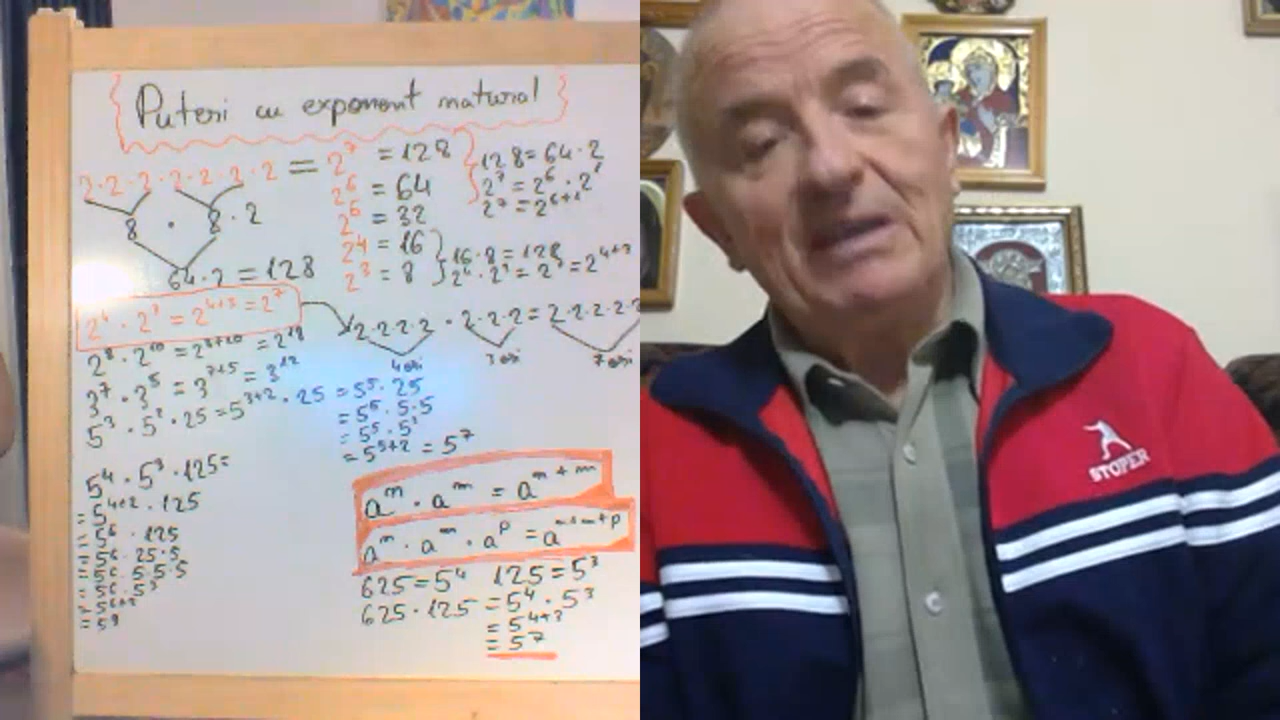 Puteri cu exponent natural
2·2·2·2·2·2·2 = 2⁷ = 128
2⁶ = 64
2⁵ = 32
2⁴ = 16
2³ = 8
128 = 64·2
2⁷ = 2⁶·2¹
2⁷ = 2⁶⁺¹
8 · 8·2
64·2 = 128
16·8 = 128
2⁴·2³ = 2⁷ = 2⁴⁺³
2⁴·2³ = 2⁴⁺³ = 2⁷
2·2·2·2 · 2·2·2 = 2·2·2·2·2
4 ori 3 ori 7 ori
2⁸·2¹⁰ = 2⁸⁺¹⁰ = 2¹⁸
3⁷·3⁵ = 3⁷⁺⁵ = 3¹²
5³·5²·25 = 5³⁺²·25 = 5⁵·25
= 5⁵·5·5
= 5⁵·5²
= 5⁵⁺² = 5⁷
5⁴·5²·125=
= 5⁴⁺²·125
= 5⁶·125
= 5⁶·25·5
= 5⁶·5·5·5
= 5⁶·5³
= 5⁶⁺³
= 5⁹
aᵐ·aⁿ = aᵐ⁺ⁿ
aᵐ·aⁿ·aᵖ = aᵐ⁺ⁿ⁺ᵖ
625 = 5⁴ 125 = 5³
625·125 = 5⁴·5³
= 5⁴⁺³
= 5⁷
STOPER